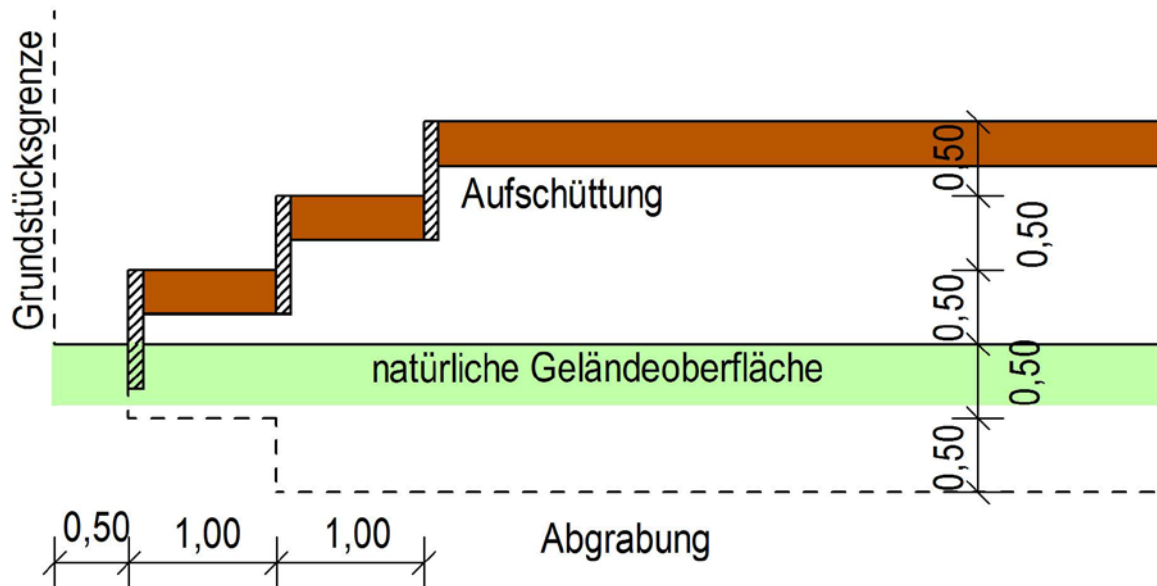 Grundstücksgrenze
Aufschüttung
0,50
0,50
0,50
natürliche Geländeoberfläche
0,50
0,50
0,50
1,00
1,00
Abgrabung